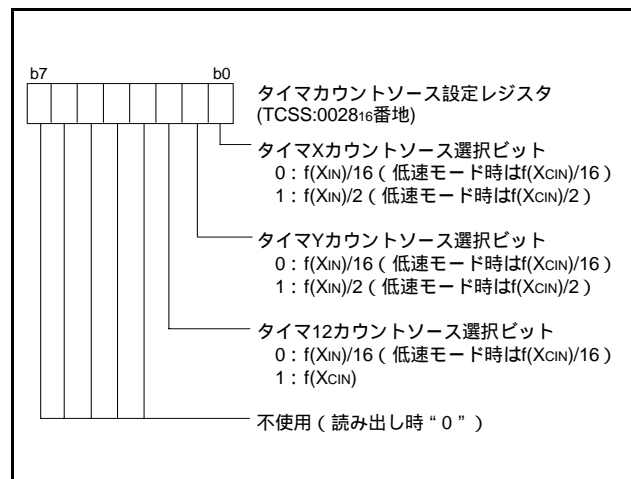 b7 b0
タイマカウントソース設定レジスタ
(TCSS:002816番地)
タイマXカウントソース選択ビット
0 : f(XIN)/16 ( 低速モード時はf(XCIN)/16 )
1 : f(XIN)/2 ( 低速モード時はf(XCIN)/2 )
タイマYカウントソース選択ビット
0 : f(XIN)/16 ( 低速モード時はf(XCIN)/16 )
1 : f(XIN)/2 ( 低速モード時はf(XCIN)/2 )
タイマ12カウントソース選択ビット
0 : f(XIN)/16 ( 低速モード時はf(XCIN)/16 )
1 : f(XCIN)
不使用 ( 読み出し時 “ 0 ” )